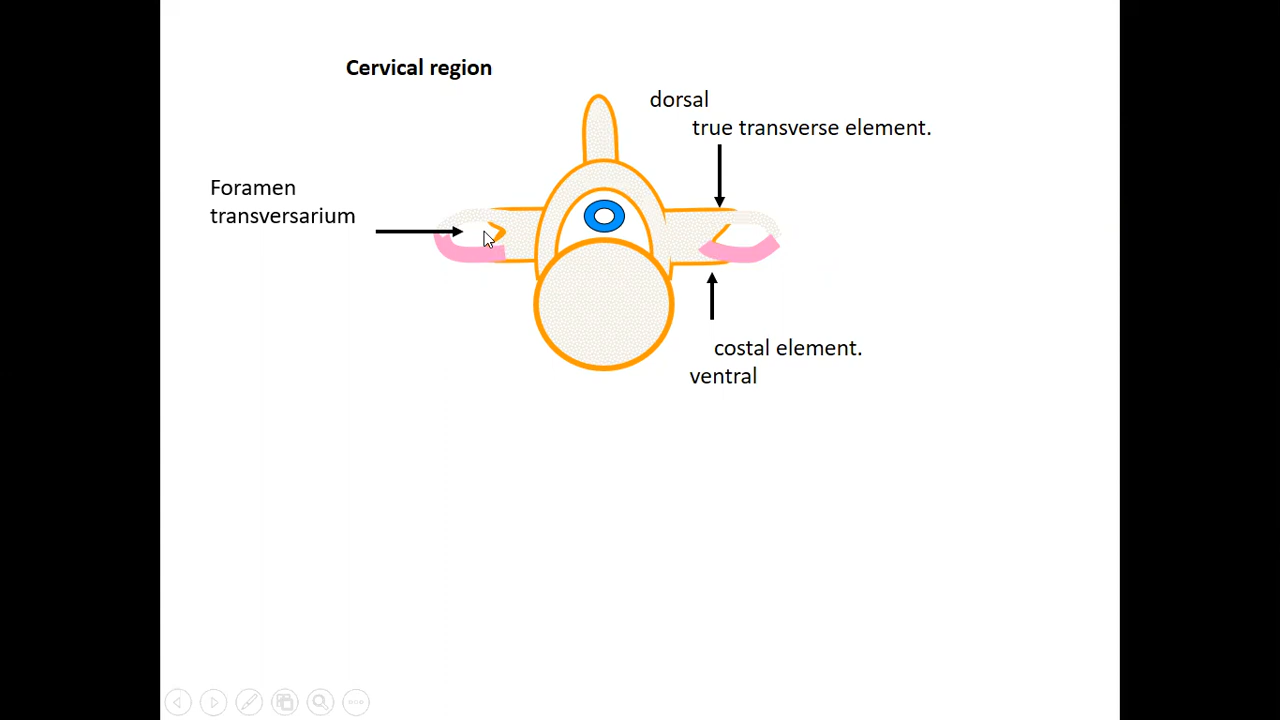 Cervical region
dorsal
true transverse element.
Foramen
transversarium
costal element.
ventral